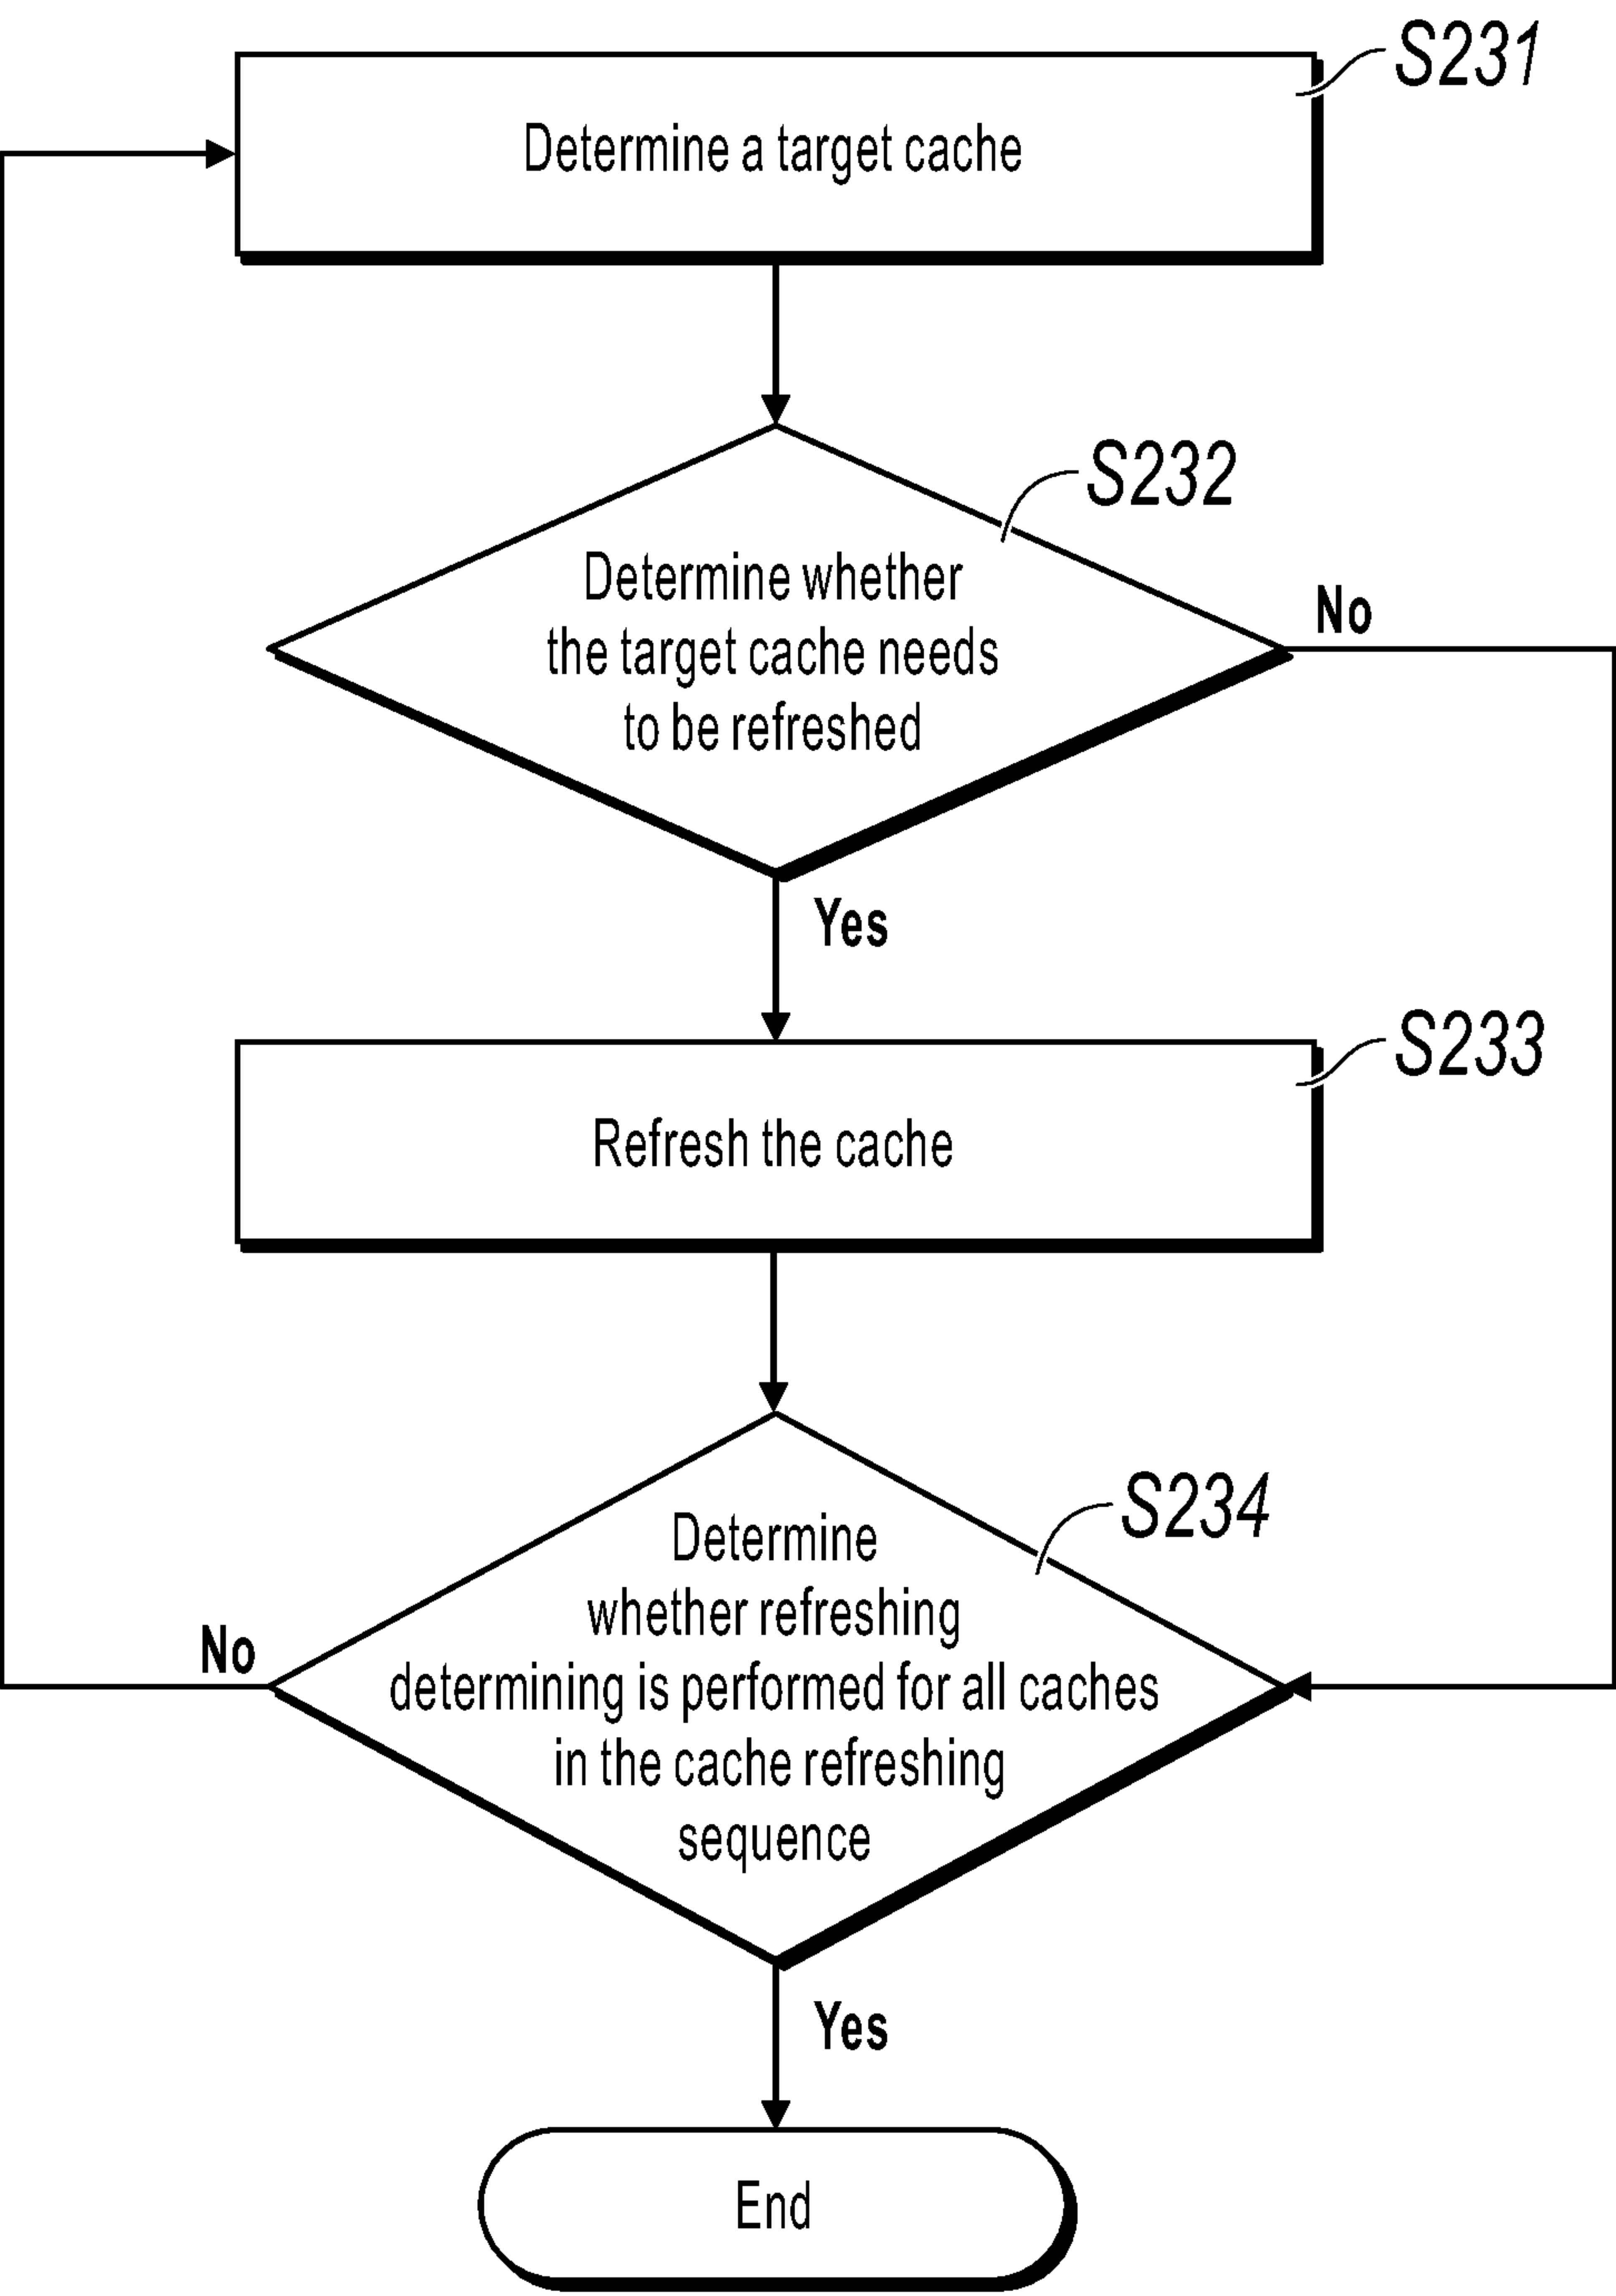 S231
Determine a target cache
S232
Determine whether
the target cache needs
to be refreshed
No
Yes
S233
Refresh the cache
S234
Determine
whether refreshing
determining is performed for all caches
in the cache refreshing
sequence
No
Yes
End